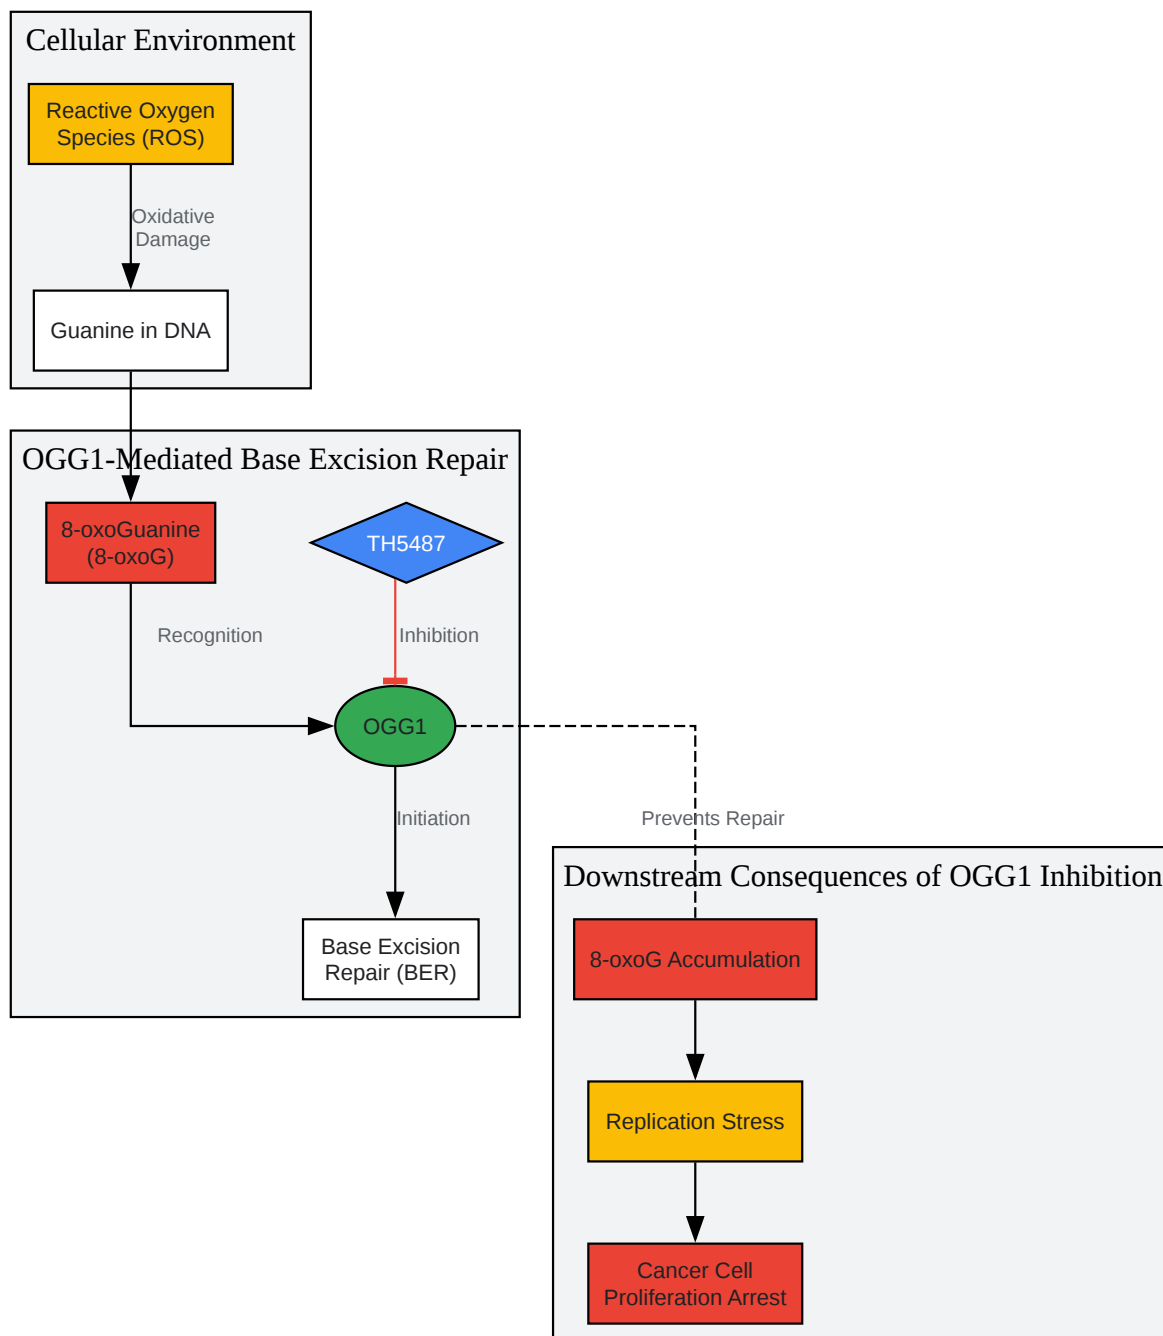 Cellular Environment
Reactive Oxygen
Species (ROS)
Oxidative
Damage
Guanine in DNA
OGG1-Mediated Base Excision Repair
8-oxoGuanine
(8-oxoG)
TH5487
Recognition
Inhibition
OGG1
Initiation
Prevents Repair
Base Excision
Repair (BER)
Downstream Consequences of OGG1 Inhibition
8-oxoG Accumulation
Replication Stress
Cancer Cell
Proliferation Arrest